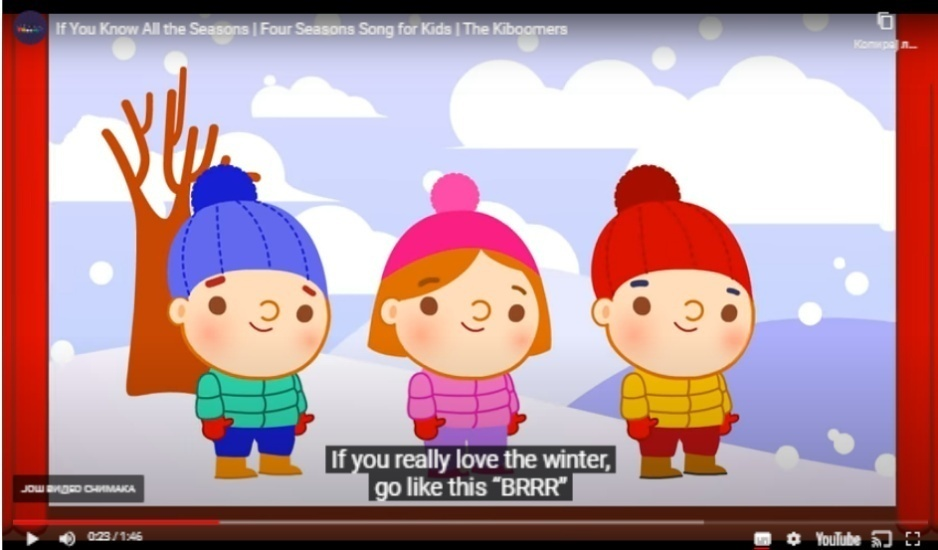 If You Know All the Seasons | Four Seasons Song for Kids | The Kiboomers
Копирај л...
If you really love the winter,
go like this “BRRR”
ЈОШ ВИДЕО СНИМАКА
0:23 / 1:46
YouTube